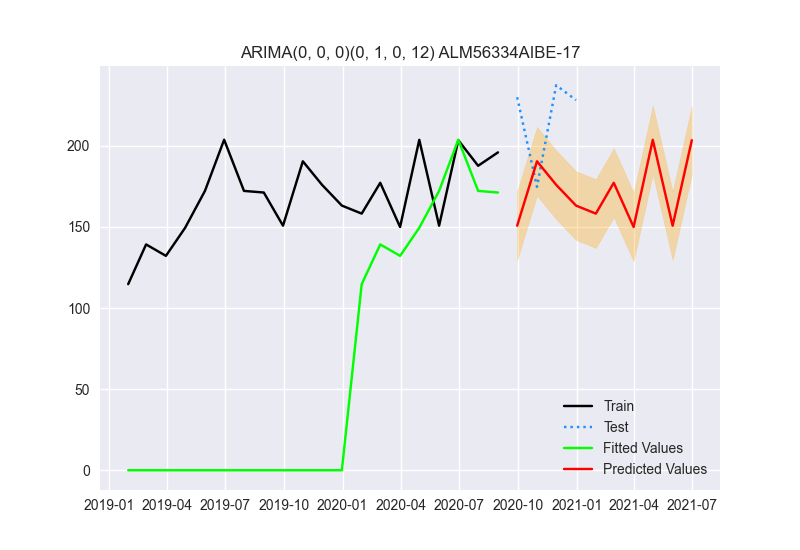 ARIMA(0, 0, 0)(0, 1, 0, 12) ALM56334AIBE-17
200
150
100
50
0
Train
Test
Fitted Values
Predicted Values
2019-01 2019-04 2019-07 2019-10 2020-01 2020-04 2020-07 2020-10 2021-01 2021-04 2021-07